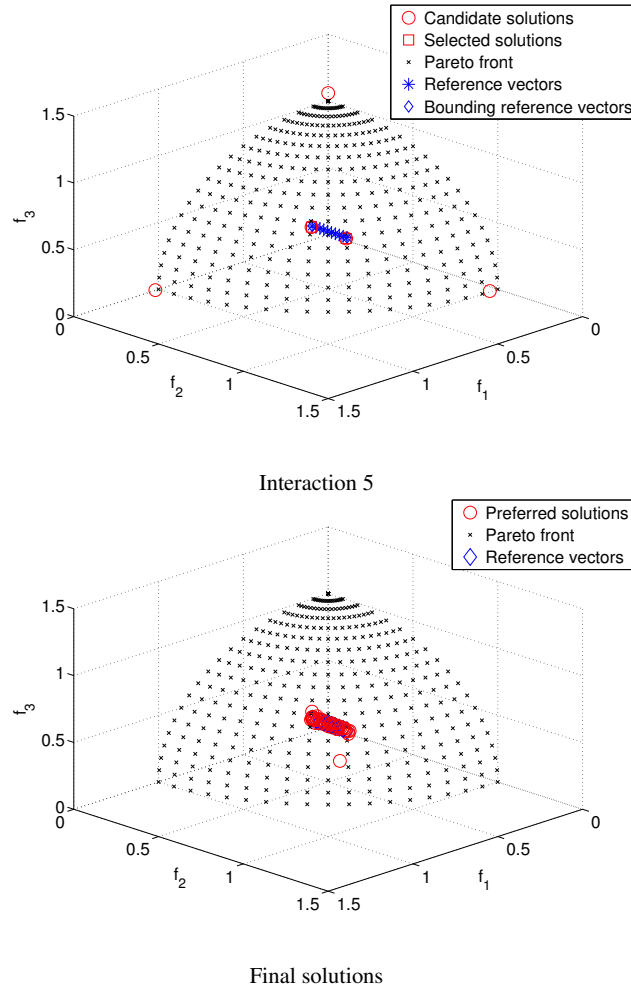 Candidate solutions
Selected solutions
Pareto front
Reference vectors
Bounding reference vectors
1.5
1
0.5
0
f3
0
0.5
1
1.5
f2
1.5
1
0.5
0
f1
Interaction 5
Preferred solutions
Pareto front
Reference vectors
1.5
1
0.5
0
f3
0
0.5
1
1.5
f2
1.5
1
0.5
0
f1
Final solutions